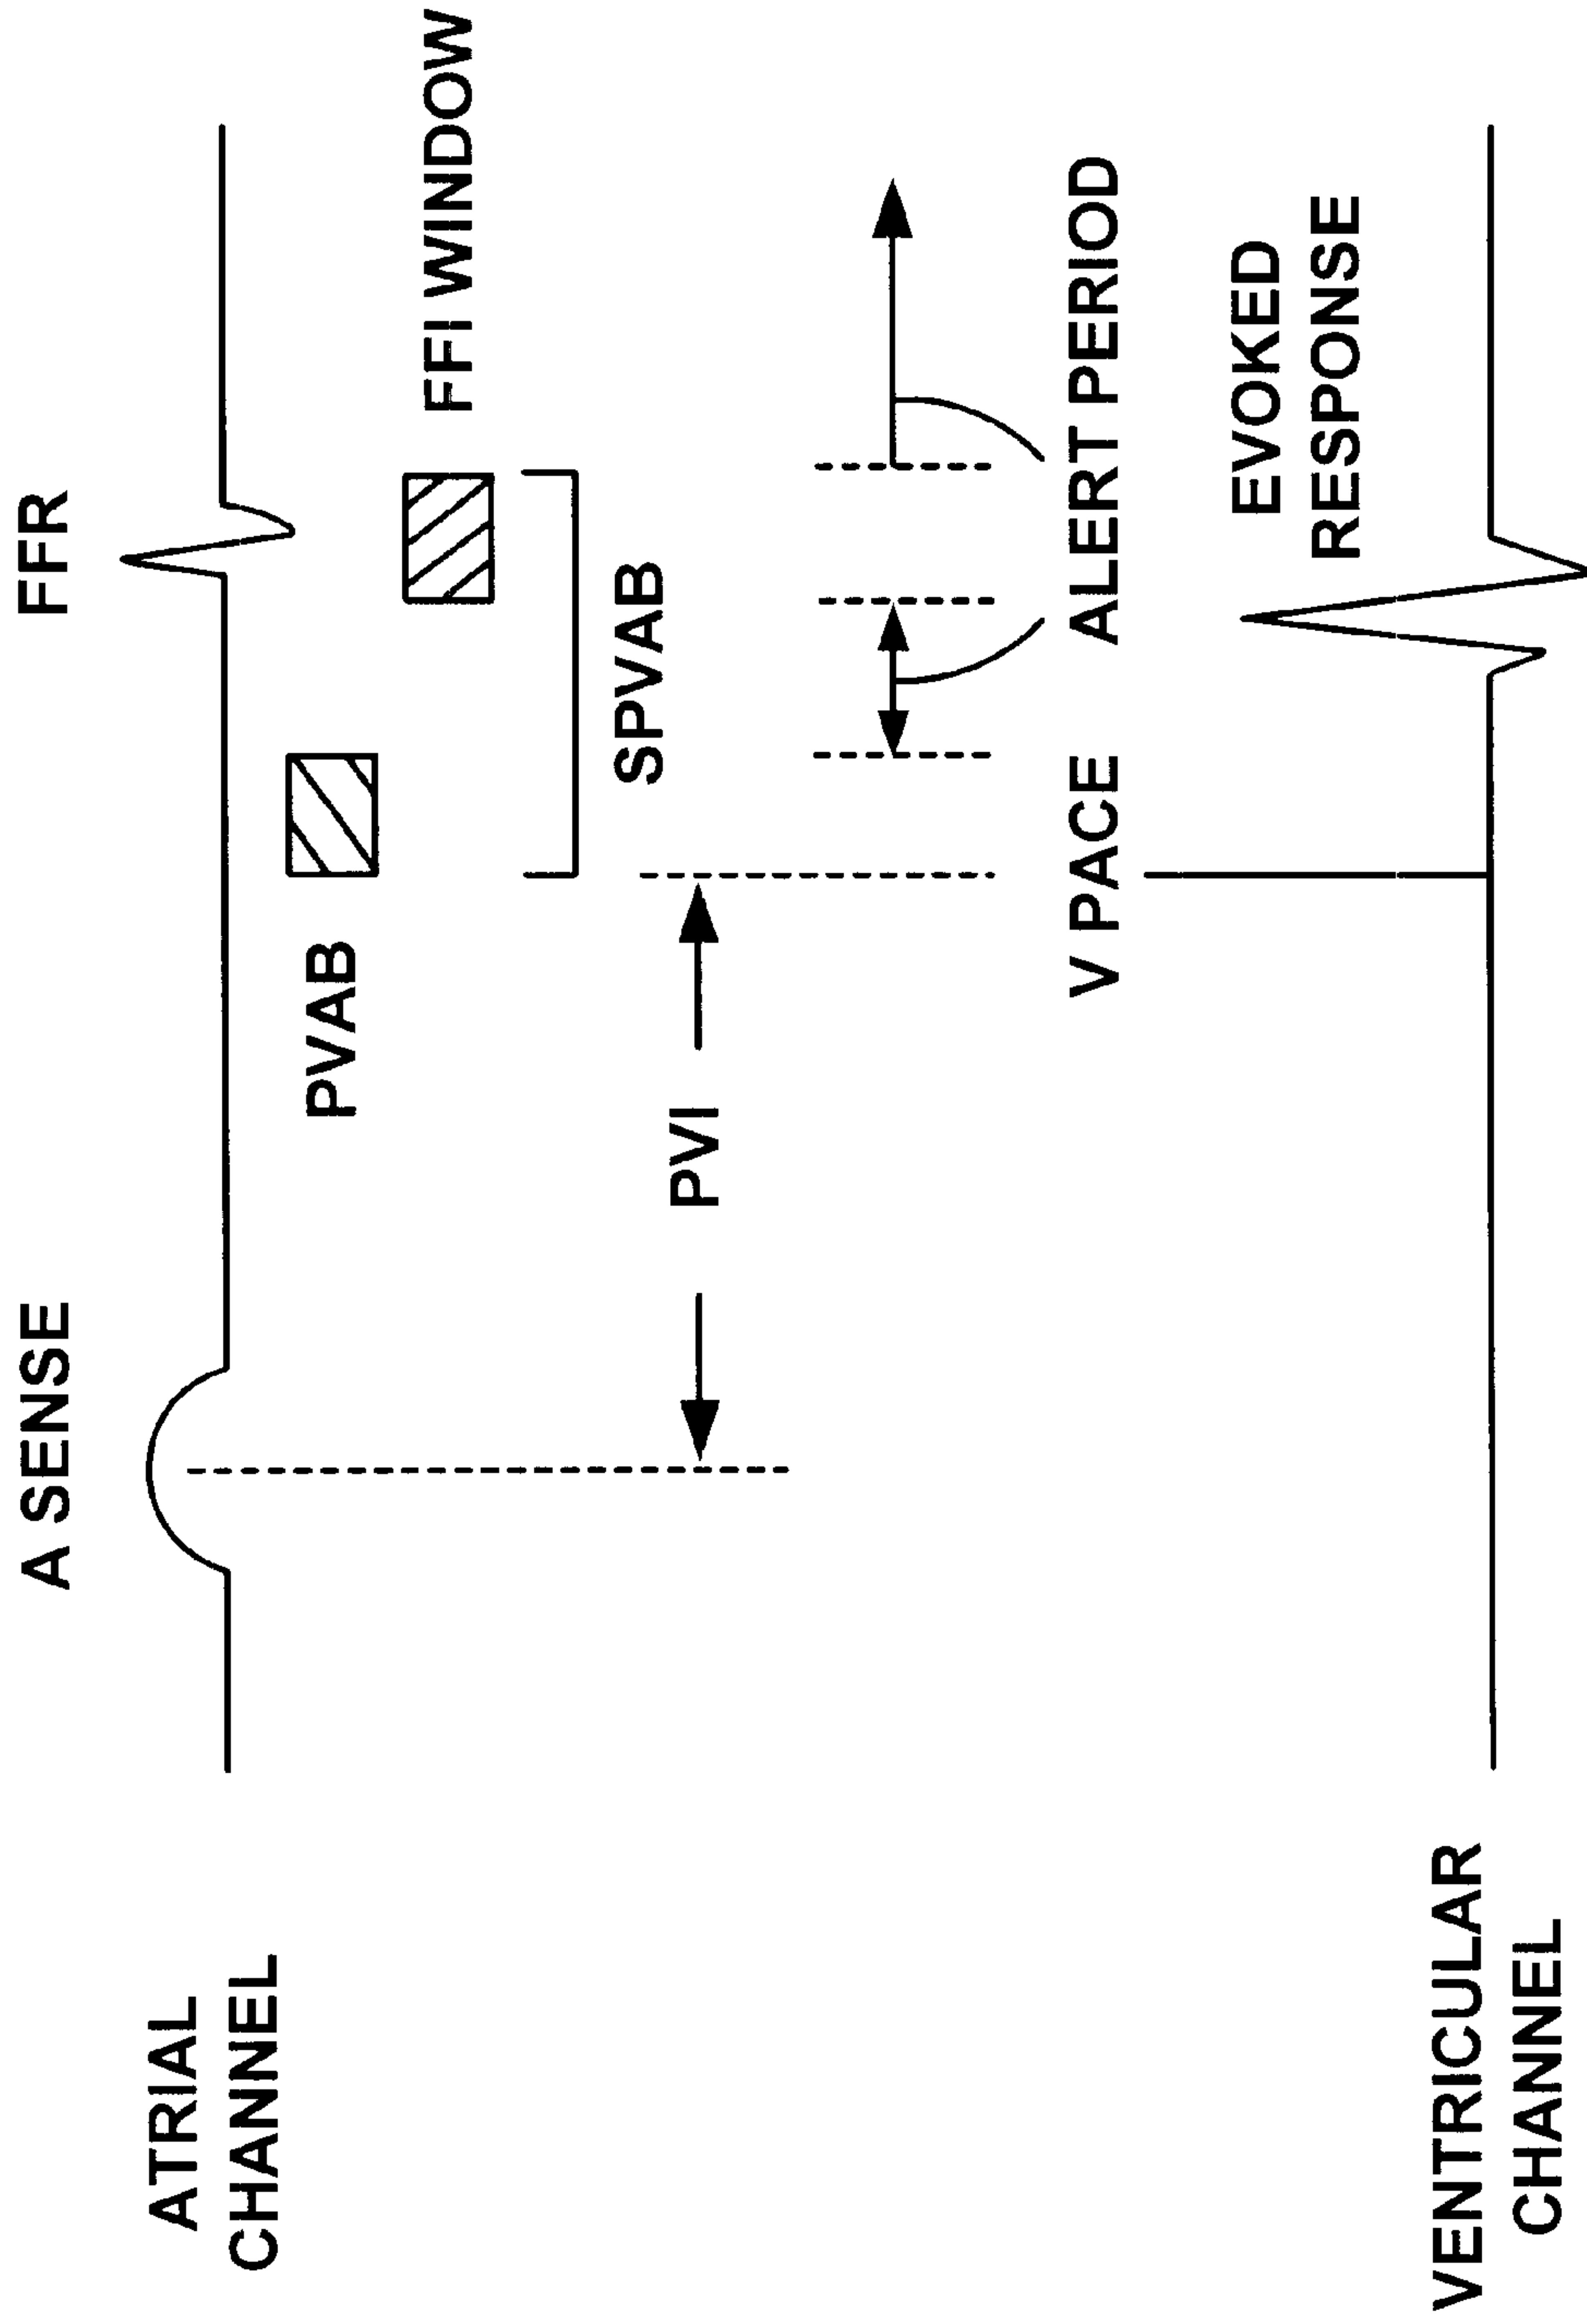 A SENSE
FFR
ATRIAL
CHANNEL
PVAB
FFI WINDOW
SPVAB
PVI
V PACE
ALERT PERIOD
EVOKED
RESPONSE
VENTRICULAR
CHANNEL